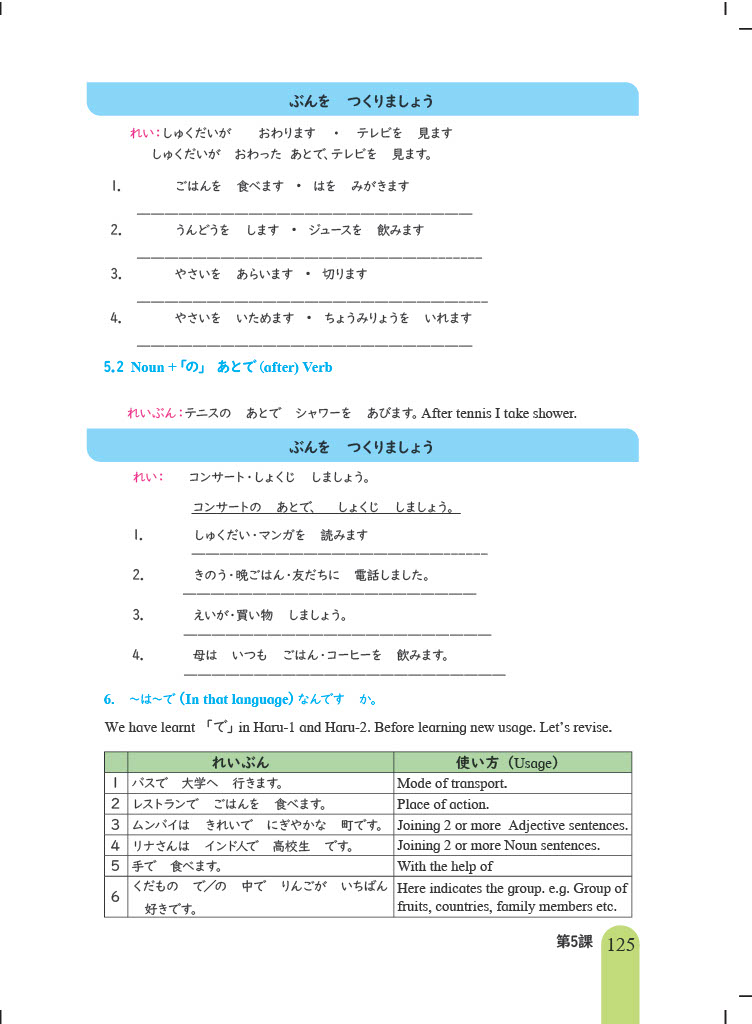 ぶんを つくりましょう
れい：しゅくだいが おわります ・ テレビを 見ます
しゅくだいが おわった あとで、テレビを 見ます。
1. ごはんを 食べます ・ はを みがきます
2. うんどうを します ・ ジュースを 飲みます
3. やさいを あらいます ・ 切ります
4. やさいを いためます ・ ちょうみりょうを いれます
5.2 Noun +「の」 あとで (after) Verb
れいぶん：テニスの あとで シャワーを あびます。After tennis I take shower.
ぶんを つくりましょう
れい： コンサート・しょくじ しましょう。
コンサートの あとで、 しょくじ しましょう。
1. しゅくだい・マンガを 読みます
2. きのう・晩ごはん・友だちに 電話しました。
3. えいが・買い物 しましょう。
4. 母は いつも ごはん・コーヒーを 飲みます。
6. ～は～で (In that language) なんです か。
We have learnt 「で」 in Haru-1 and Haru-2. Before learning new usage. Let's revise.
れいぶん 使い方 (Usage)
1 バスで 大学へ 行きます。 Mode of transport.
2 レストランで ごはんを 食べます。 Place of action.
3 ムンバイは きれいで にぎやかな 町です。 Joining 2 or more Adjective sentences.
4 リナさんは インド人で 高校生 です。 Joining 2 or more Noun sentences.
5 手で 食べます。 With the help of
6 くだもの で／の 中で りんごが いちばん 好きです。 Here indicates the group. e.g. Group of fruits, countries, family members etc.
第5課 125